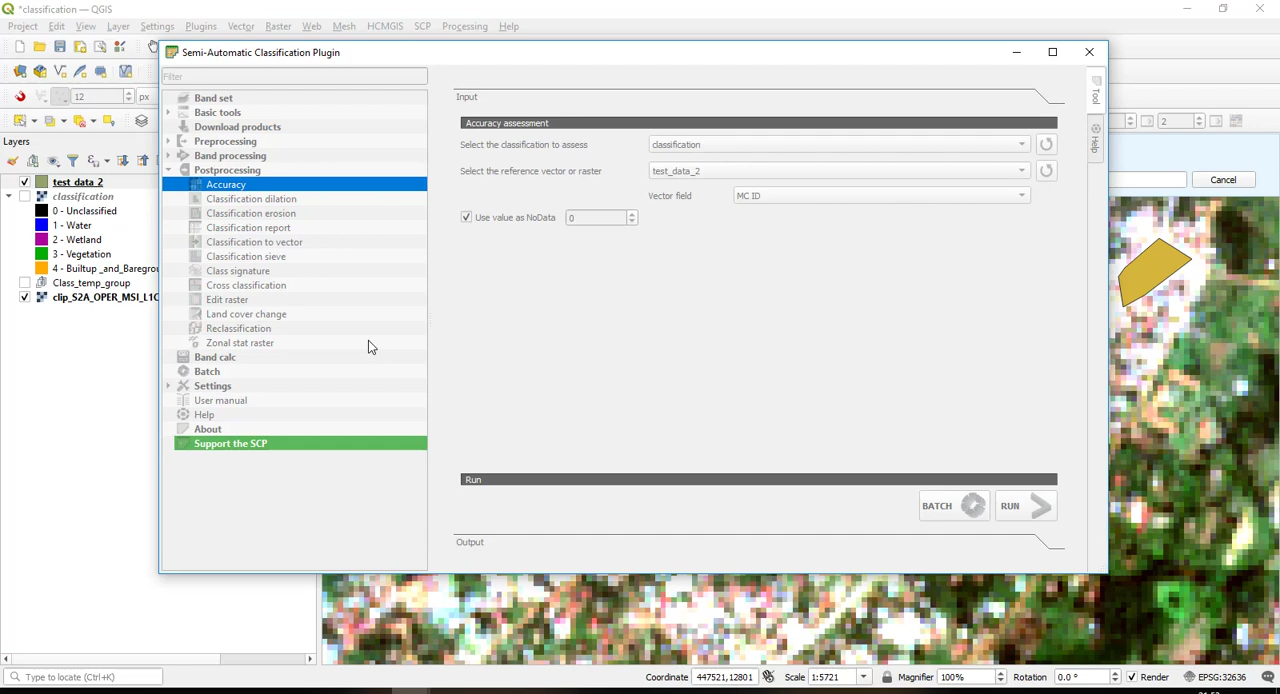 *classification — QGIS
Project Edit View Layer Settings Plugins Vector Raster Web Mesh HCMGIS SCP Processing Help
Semi-Automatic Classification Plugin
Filter
12 px
2
Cancel
Layers
test data 2
classification
0 - Unclassified
1 - Water
2 - Wetland
3 - Vegetation
4 - Builtup _and_Baregrou
Class_temp_group
clip_S2A_OPER_MSI_L1C
Band set
Basic tools
Download products
Preprocessing
Band processing
Postprocessing
Accuracy
Classification dilation
Classification erosion
Classification report
Classification to vector
Classification sieve
Class signature
Cross classification
Edit raster
Land cover change
Reclassification
Zonal stat raster
Band calc
Batch
Settings
User manual
Help
About
Support the SCP
Input
Accuracy assessment
Select the classification to assess classification
Select the reference vector or raster test_data_2
Vector field MC ID
Use value as NoData 0
Run
BATCH RUN
Output
Tool
Help
Type to locate (Ctrl+K) Coordinate 447521,12801 Scale 1:5721 Magnifier 100% Rotation 0.0 ° Render EPSG:32636